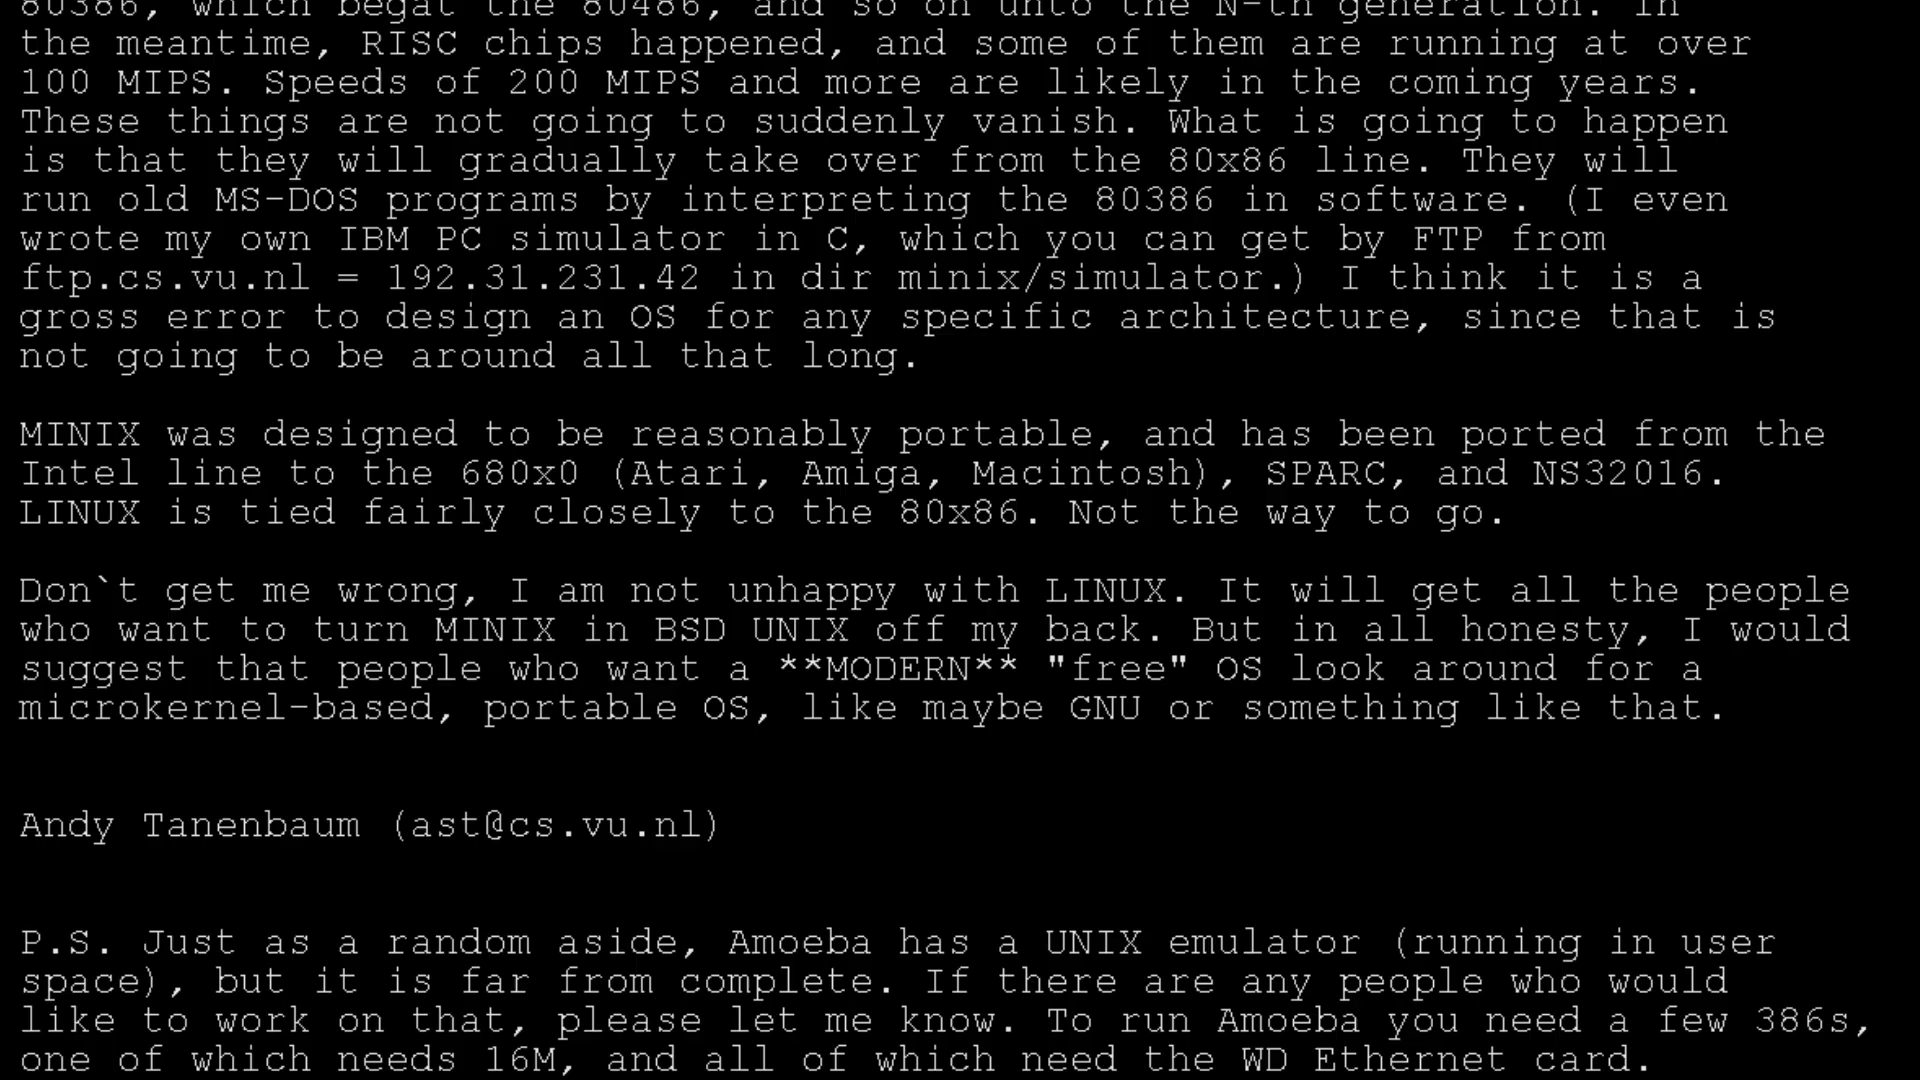 80386, which begat the 80486, and so on unto the N-th generation. In
the meantime, RISC chips happened, and some of them are running at over
100 MIPS. Speeds of 200 MIPS and more are likely in the coming years.
These things are not going to suddenly vanish. What is going to happen
is that they will gradually take over from the 80x86 line. They will
run old MS-DOS programs by interpreting the 80386 in software. (I even
wrote my own IBM PC simulator in C, which you can get by FTP from
ftp.cs.vu.nl = 192.31.231.42 in dir minix/simulator.) I think it is a
gross error to design an OS for any specific architecture, since that is
not going to be around all that long.

MINIX was designed to be reasonably portable, and has been ported from the
Intel line to the 680x0 (Atari, Amiga, Macintosh), SPARC, and NS32016.
LINUX is tied fairly closely to the 80x86. Not the way to go.

Don`t get me wrong, I am not unhappy with LINUX. It will get all the people
who want to turn MINIX in BSD UNIX off my back. But in all honesty, I would
suggest that people who want a **MODERN** "free" OS look around for a
microkernel-based, portable OS, like maybe GNU or something like that.

Andy Tanenbaum (ast@cs.vu.nl)

P.S. Just as a random aside, Amoeba has a UNIX emulator (running in user
space), but it is far from complete. If there are any people who would
like to work on that, please let me know. To run Amoeba you need a few 386s,
one of which needs 16M, and all of which need the WD Ethernet card.